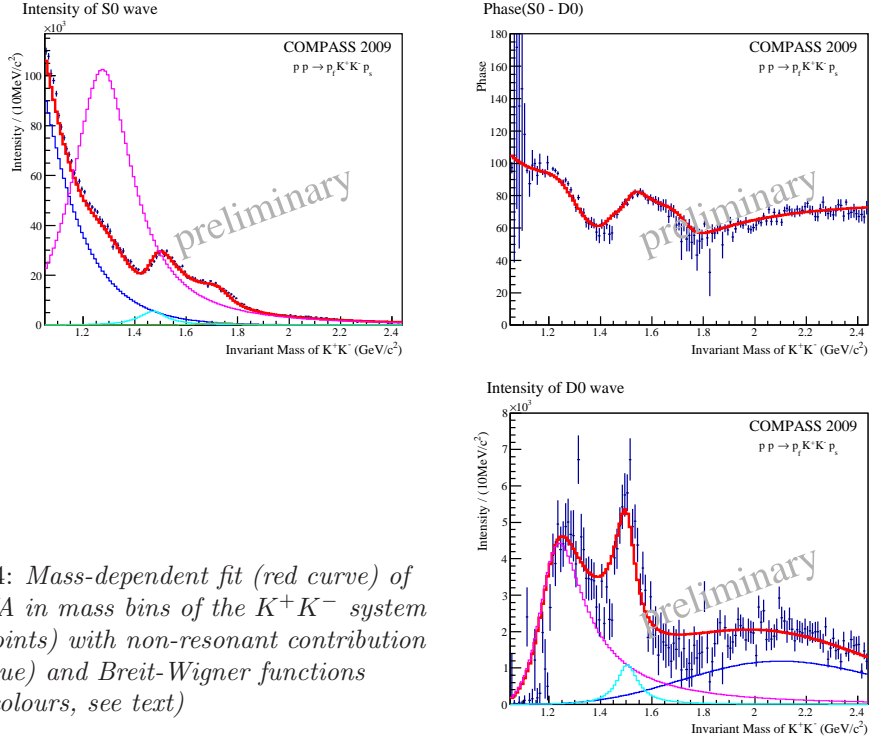 Intensity of S0 wave
×10³
COMPASS 2009
p p → p_f K⁺K⁻ p_s
preliminary
Intensity / (10MeV/c²)
100
80
60
40
20
0
1.2 1.4 1.6 1.8 2 2.2 2.4
Invariant Mass of K⁺K⁻ (GeV/c²)
Phase(S0 - D0)
COMPASS 2009
p p → p_f K⁺K⁻ p_s
preliminary
Phase
180
160
140
120
100
80
60
40
20
0
1.2 1.4 1.6 1.8 2 2.2 2.4
Invariant Mass of K⁺K⁻ (GeV/c²)
Intensity of D0 wave
×10³
COMPASS 2009
p p → p_f K⁺K⁻ p_s
preliminary
Intensity / (10MeV/c²)
8
7
6
5
4
3
2
1
0
1.2 1.4 1.6 1.8 2 2.2 2.4
Invariant Mass of K⁺K⁻ (GeV/c²)
4: Mass-dependent fit (red curve) of
A in mass bins of the K⁺K⁻ system
oints) with non-resonant contribution
ue) and Breit-Wigner functions
olours, see text)